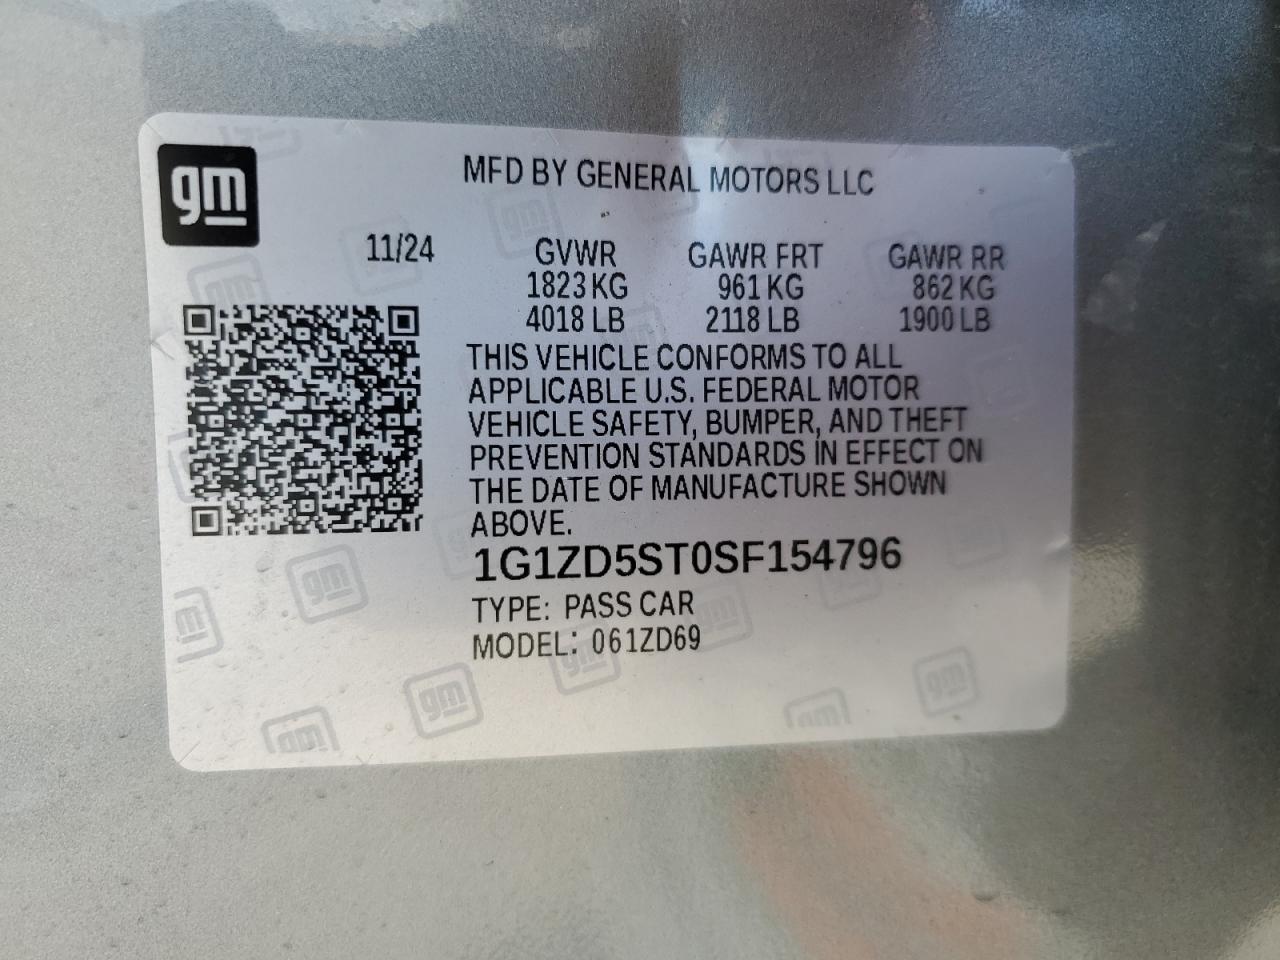 gm
MFD BY GENERAL MOTORS LLC
11/24 GVWR GAWR FRT GAWR RR
1823 KG 961 KG 862 KG
4018 LB 2118 LB 1900 LB
THIS VEHICLE CONFORMS TO ALL
APPLICABLE U.S. FEDERAL MOTOR
VEHICLE SAFETY, BUMPER, AND THEFT
PREVENTION STANDARDS IN EFFECT ON
THE DATE OF MANUFACTURE SHOWN
ABOVE.
1G1ZD5ST0SF154796
TYPE: PASS CAR
MODEL: 061ZD69